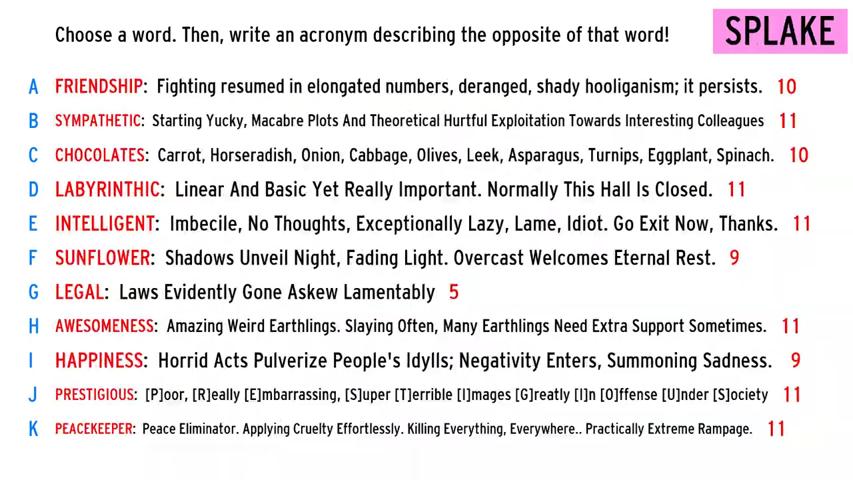 Choose a word. Then, write an acronym describing the opposite of that word! SPLAKE
A FRIENDSHIP: Fighting resumed in elongated numbers, deranged, shady hooliganism; it persists. 10
B SYMPATHETIC: Starting Yucky, Macabre Plots And Theoretical Hurtful Exploitation Towards Interesting Colleagues 11
C CHOCOLATES: Carrot, Horseradish, Onion, Cabbage, Olives, Leek, Asparagus, Turnips, Eggplant, Spinach. 10
D LABYRINTHIC: Linear And Basic Yet Really Important. Normally This Hall Is Closed. 11
E INTELLIGENT: Imbecile, No Thoughts, Exceptionally Lazy, Lame, Idiot. Go Exit Now, Thanks. 11
F SUNFLOWER: Shadows Unveil Night, Fading Light. Overcast Welcomes Eternal Rest. 9
G LEGAL: Laws Evidently Gone Askew Lamentably 5
H AWESOMENESS: Amazing Weird Earthlings. Slaying Often, Many Earthlings Need Extra Support Sometimes. 11
I HAPPINESS: Horrid Acts Pulverize People's Idylls; Negativity Enters, Summoning Sadness. 9
J PRESTIGIOUS: [P]oor, [R]eally [E]mbarrassing, [S]uper [T]errible [I]mages [G]reatly [I]n [O]ffense [U]nder [S]ociety 11
K PEACEKEEPER: Peace Eliminator. Applying Cruelty Effortlessly. Killing Everything, Everywhere.. Practically Extreme Rampage. 11